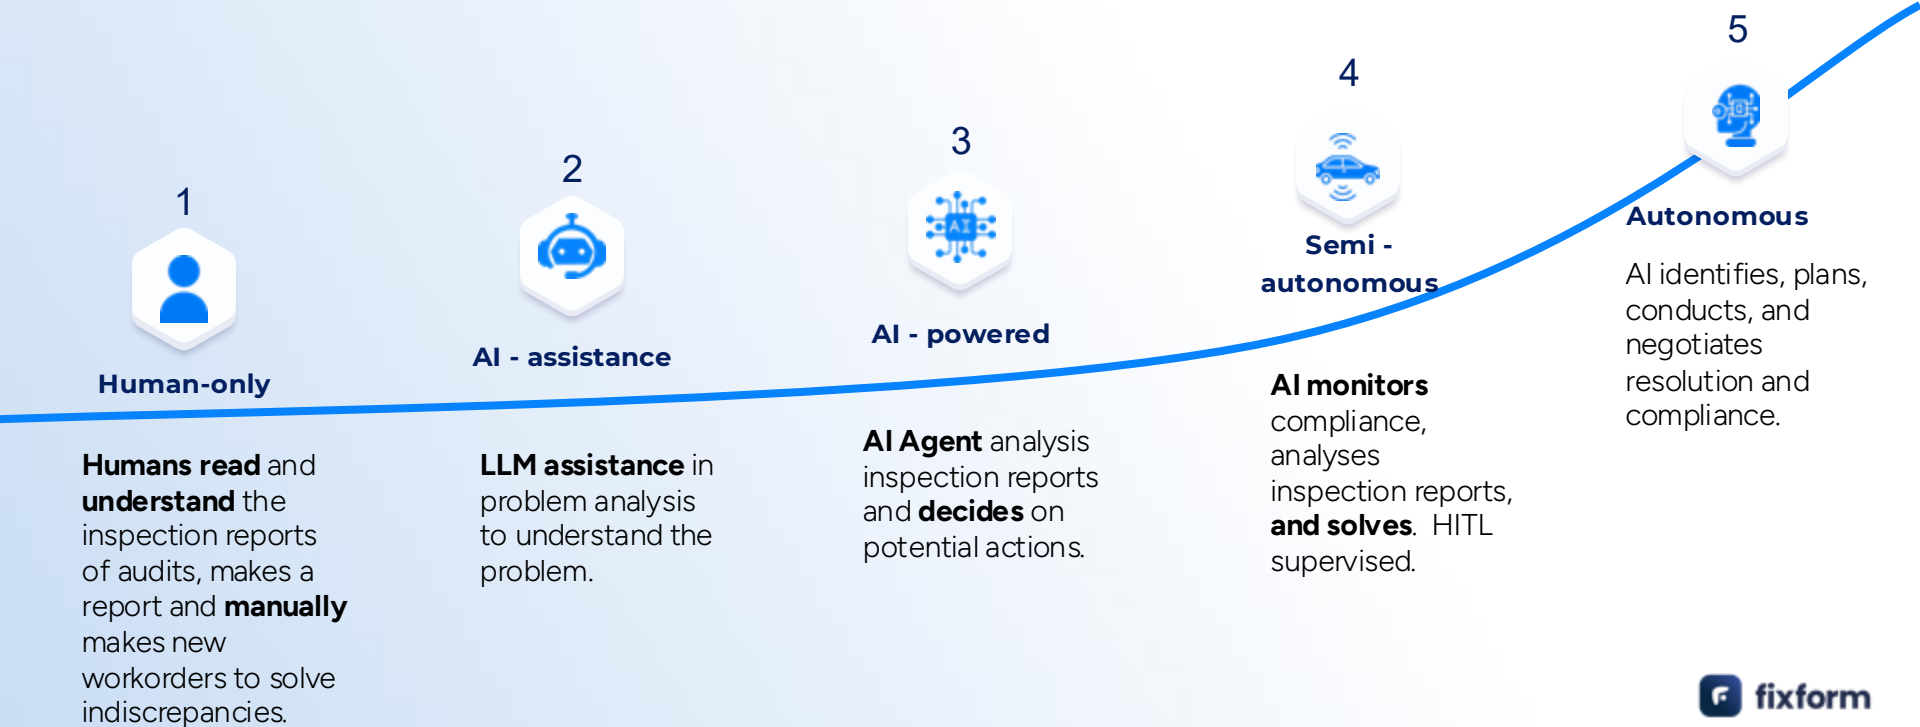 1
Human-only
Humans read and
understand the
inspection reports
of audits, makes a
report and manually
makes new
workorders to solve
indiscrepancies.
2
AI - assistance
LLM assistance in
problem analysis
to understand the
problem.
3
AI
AI - powered
AI Agent analysis
inspection reports
and decides on
potential actions.
4
Semi -
autonomous
AI monitors
compliance,
analyses
inspection reports,
and solves.  HITL
supervised.
5
Autonomous
AI identifies, plans,
conducts, and
negotiates
resolution and
compliance.
fixform